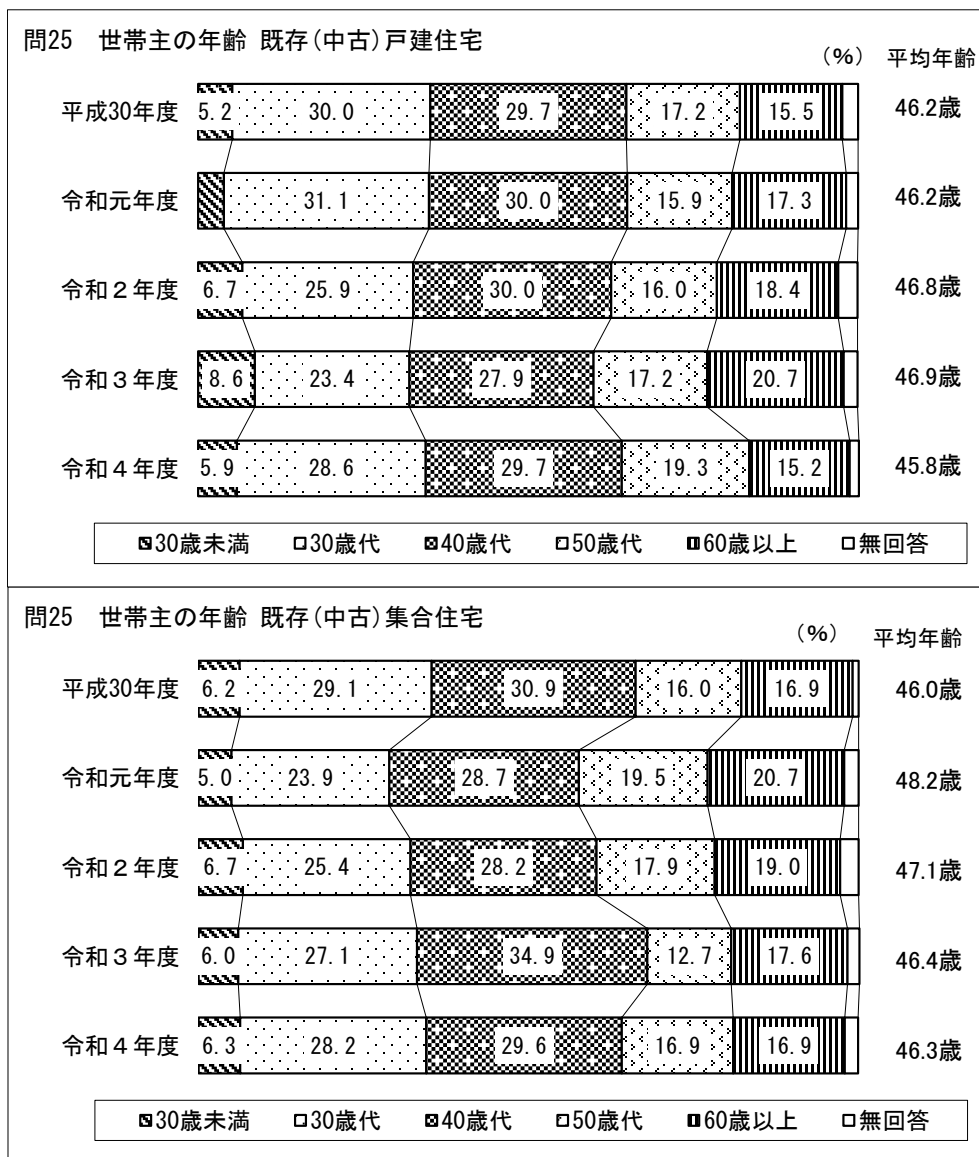 問25　世帯主の年齢 既存(中古)戸建住宅
(%)　平均年齢
平成30年度 5.2 30.0 29.7 17.2 15.5 46.2歳
令和元年度 31.1 30.0 15.9 17.3 46.2歳
令和２年度 6.7 25.9 30.0 16.0 18.4 46.8歳
令和３年度 8.6 23.4 27.9 17.2 20.7 46.9歳
令和４年度 5.9 28.6 29.7 19.3 15.2 45.8歳
30歳未満 30歳代 40歳代 50歳代 60歳以上 無回答
問25　世帯主の年齢 既存(中古)集合住宅
(%)　平均年齢
平成30年度 6.2 29.1 30.9 16.0 16.9 46.0歳
令和元年度 5.0 23.9 28.7 19.5 20.7 48.2歳
令和２年度 6.7 25.4 28.2 17.9 19.0 47.1歳
令和３年度 6.0 27.1 34.9 12.7 17.6 46.4歳
令和４年度 6.3 28.2 29.6 16.9 16.9 46.3歳
30歳未満 30歳代 40歳代 50歳代 60歳以上 無回答